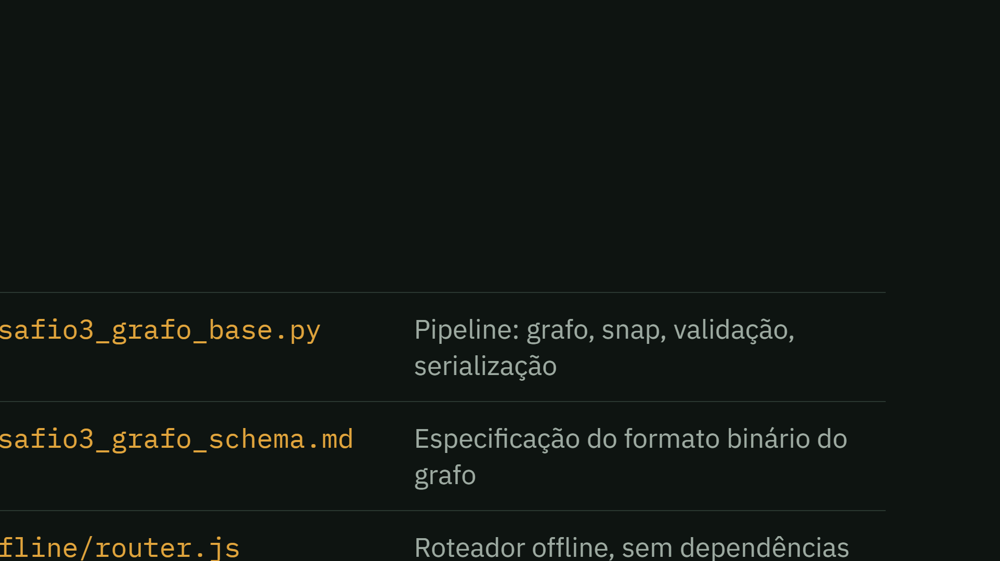 safio3_grafo_base.py
Pipeline: grafo, snap, validação,
serialização
safio3_grafo_schema.md
Especificação do formato binário do
grafo
fline/router.js
Roteador offline, sem dependências